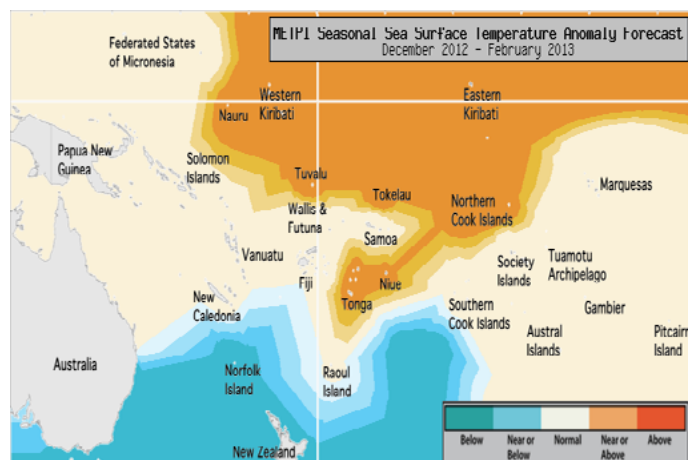 METPI Seasonal Sea Surface Temperature Anomaly Forecast
December 2012 - February 2013
Federated States
of Micronesia
Nauru
Western
Kiribati
Eastern
Kiribati
Papua New
Guinea
Solomon
Islands
Tuvalu
Tokelau
Marquesas
Wallis &
Futuna
Northern
Cook Islands
Samoa
Vanuatu
Fiji
Niue
Tonga
Society
Islands
Tuamotu
Archipelago
New
Caledonia
Southern
Cook Islands
Gambier
Austral
Islands
Pitcairn
Island
Australia
Norfolk
Island
Raoul
Island
New Zealand
Below
Near or
Below
Normal
Near or
Above
Above